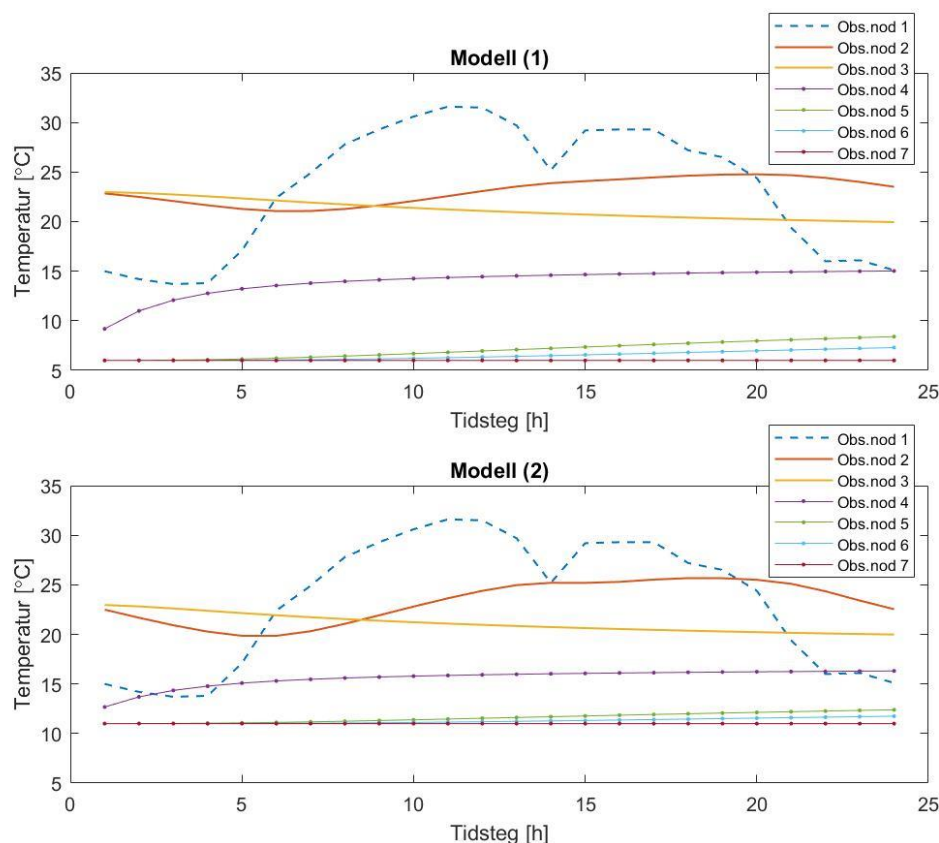 Modell (1)
Obs.nod 1
Obs.nod 2
Obs.nod 3
Obs.nod 4
Obs.nod 5
Obs.nod 6
Obs.nod 7
Temperatur [°C]
35
30
25
20
15
10
5
0 5 10 15 20 25
Tidsteg [h]
Modell (2)
Obs.nod 1
Obs.nod 2
Obs.nod 3
Obs.nod 4
Obs.nod 5
Obs.nod 6
Obs.nod 7
Temperatur [°C]
35
30
25
20
15
10
5
0 5 10 15 20 25
Tidsteg [h]